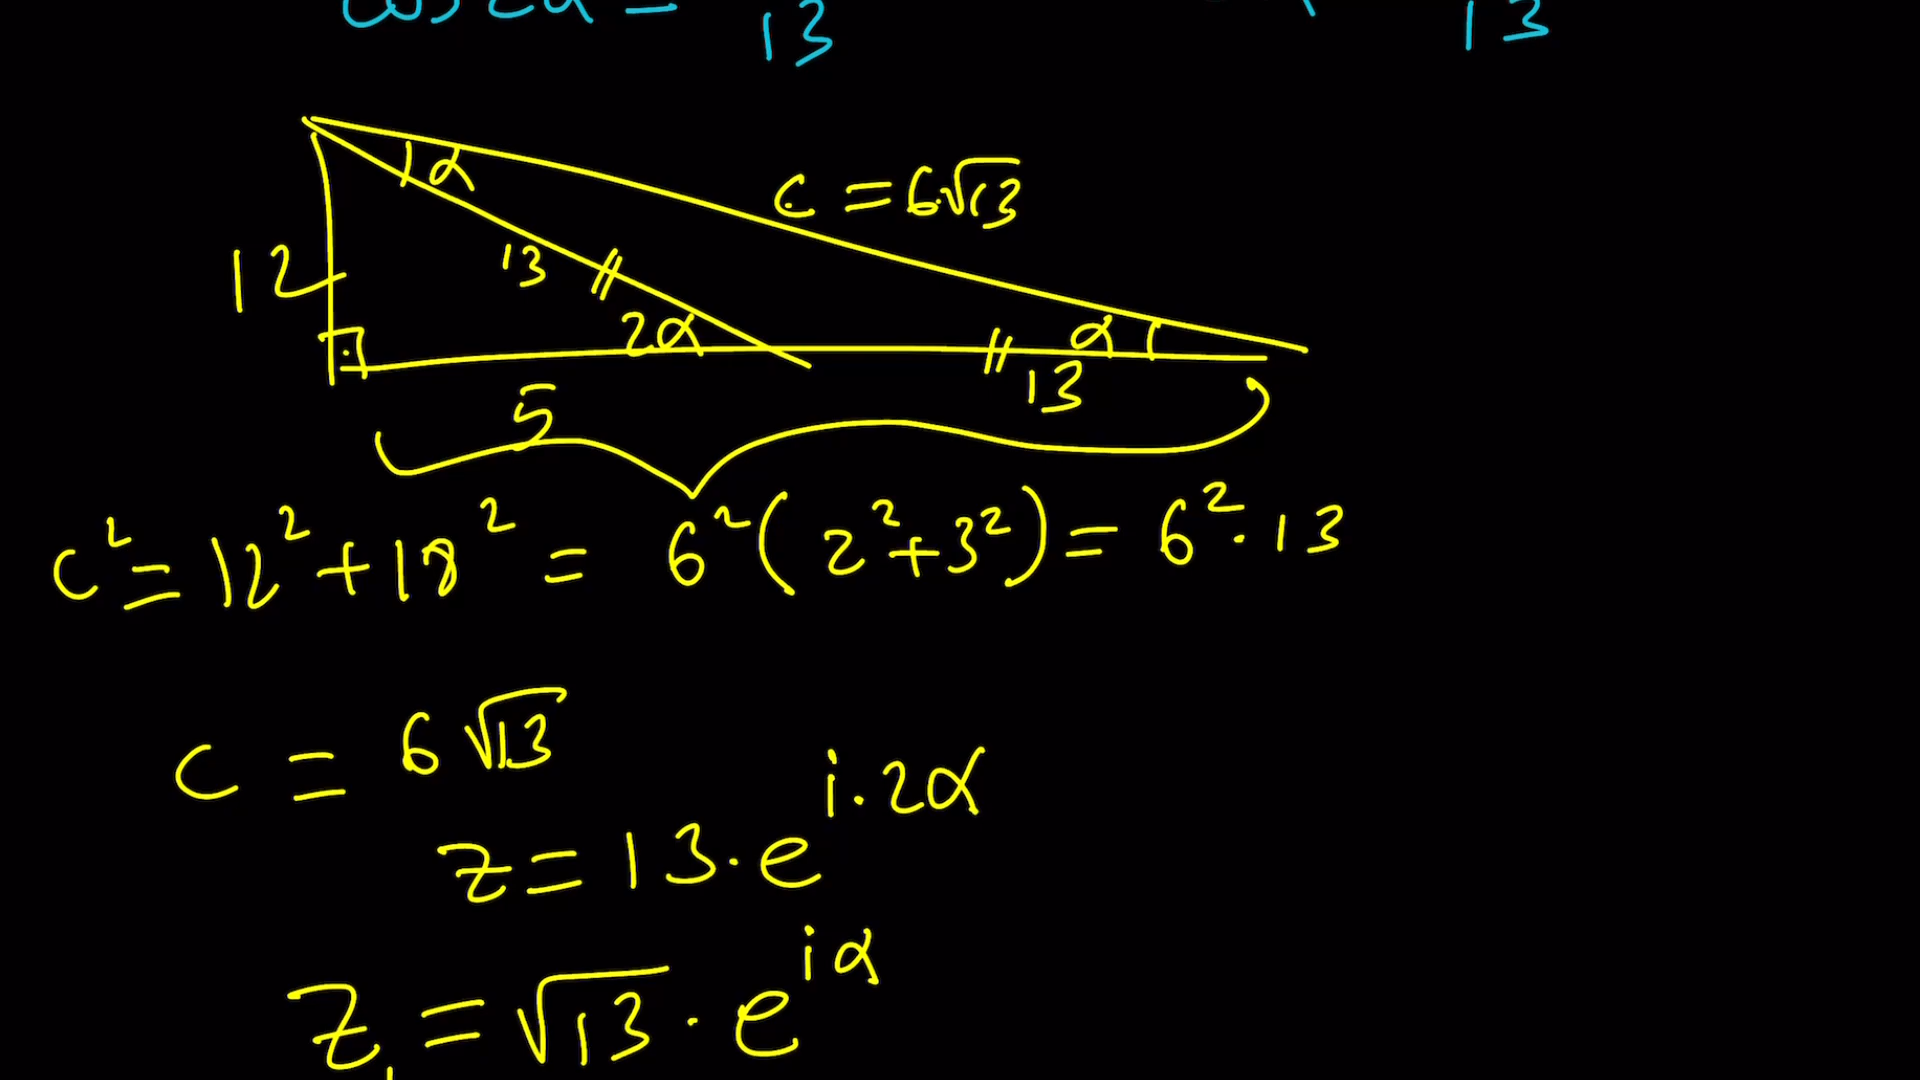 cos2α = 13 13
α
c = 6√13
12 13
2α α
5 13
c² = 12² + 18² = 6²(2² + 3²) = 6² · 13
c = 6√13
z = 13 · e^{i·2α}
z₁ = √13 · e^{iα}